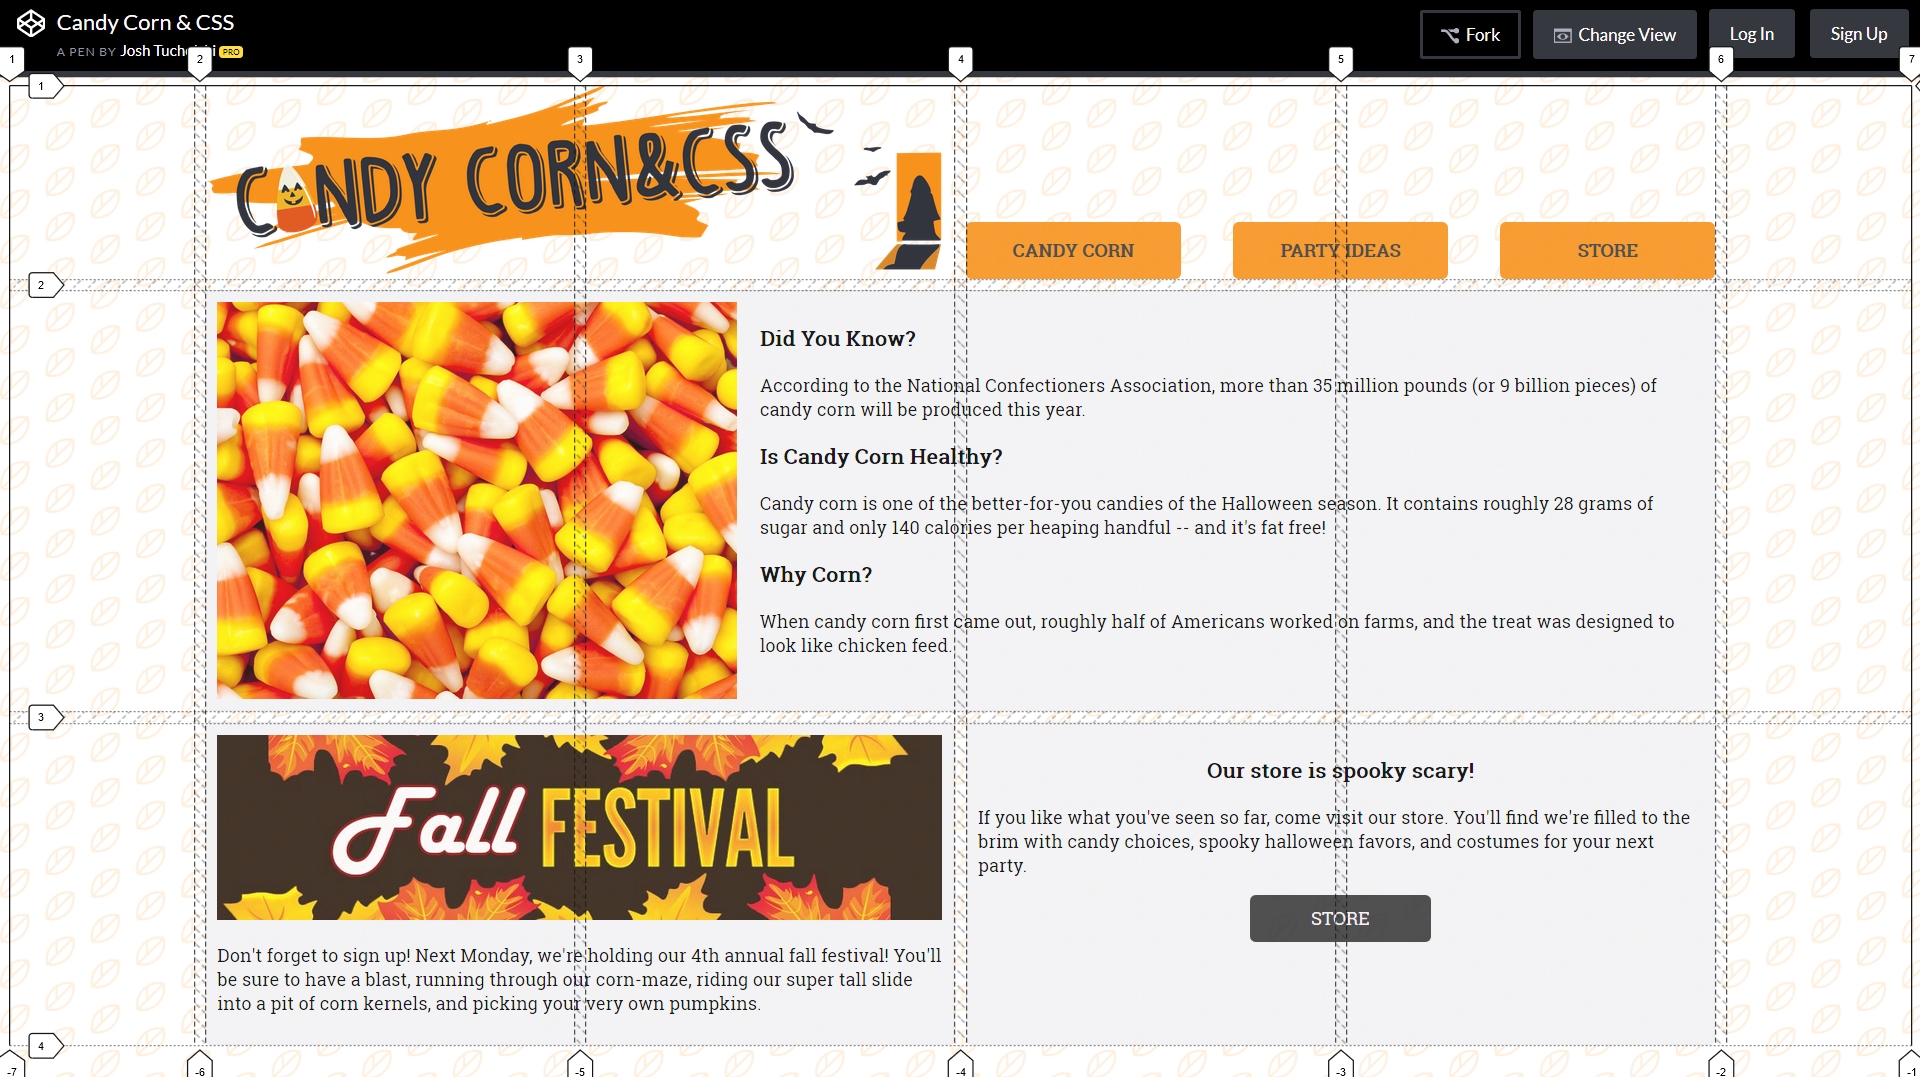 Candy Corn & CSS
A PEN BY Josh Tuch PRO
Fork
Change View
Log In
Sign Up
1 2 3 4 5 6 7
1
CANDY CORN&CSS
CANDY CORN
PARTY IDEAS
STORE
2
Did You Know?
According to the National Confectioners Association, more than 35 million pounds (or 9 billion pieces) of
candy corn will be produced this year.
Is Candy Corn Healthy?
Candy corn is one of the better-for-you candies of the Halloween season. It contains roughly 28 grams of
sugar and only 140 calories per heaping handful -- and it's fat free!
Why Corn?
When candy corn first came out, roughly half of Americans worked on farms, and the treat was designed to
look like chicken feed.
3
Fall FESTIVAL
Don't forget to sign up! Next Monday, we're holding our 4th annual fall festival! You'll
be sure to have a blast, running through our corn-maze, riding our super tall slide
into a pit of corn kernels, and picking your very own pumpkins.
Our store is spooky scary!
If you like what you've seen so far, come visit our store. You'll find we're filled to the
brim with candy choices, spooky halloween favors, and costumes for your next
party.
STORE
4
-7 -6 -5 -4 -3 -2 -1